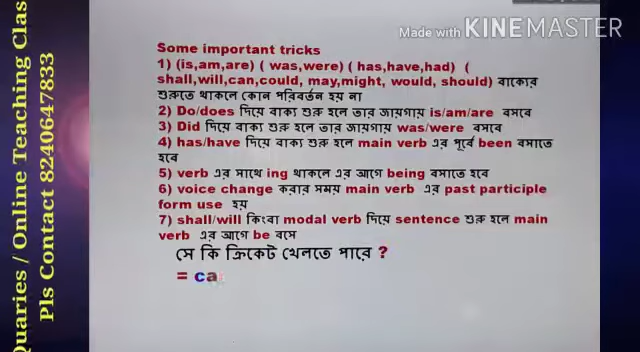 Quaries / Online Teaching Clas
Pls Contact 8240647833
Made with KINEMASTER
Some important tricks
1) (is,am,are) ( was,were) ( has,have,had) (
shall,will,can,could, may,might, would, should) বাক্যের
শুরুতে থাকলে কোন পরিবর্তন হয় না
2) Do/does দিয়ে বাক্য শুরু হলে তার জায়গায় is/am/are বসবে
3) Did দিয়ে বাক্য শুরু হলে তার জায়গায় was/were বসবে
4) has/have দিয়ে বাক্য শুরু হলে main verb এর পূর্বে been বসাতে
হবে
5) verb এর সাথে ing থাকলে এর আগে being বসাতে হবে
6) voice change করার সময় main verb এর past participle
form use হয়
7) shall/will কিংবা modal verb দিয়ে sentence শুরু হলে main
verb এর আগে be বসে
সে কি ক্রিকেট খেলতে পারে ?
= ca